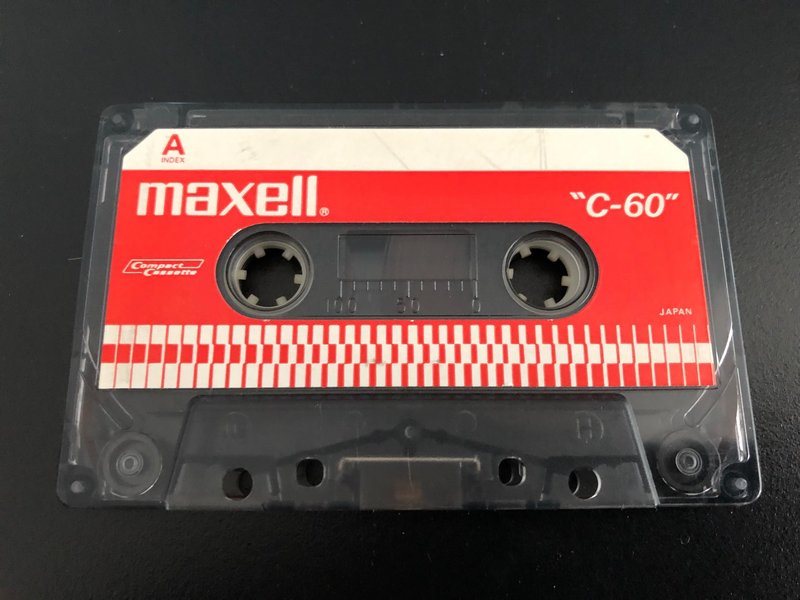 A
INDEX
maxell®
"C-60"
Compact
Cassette
100 50 0
JAPAN